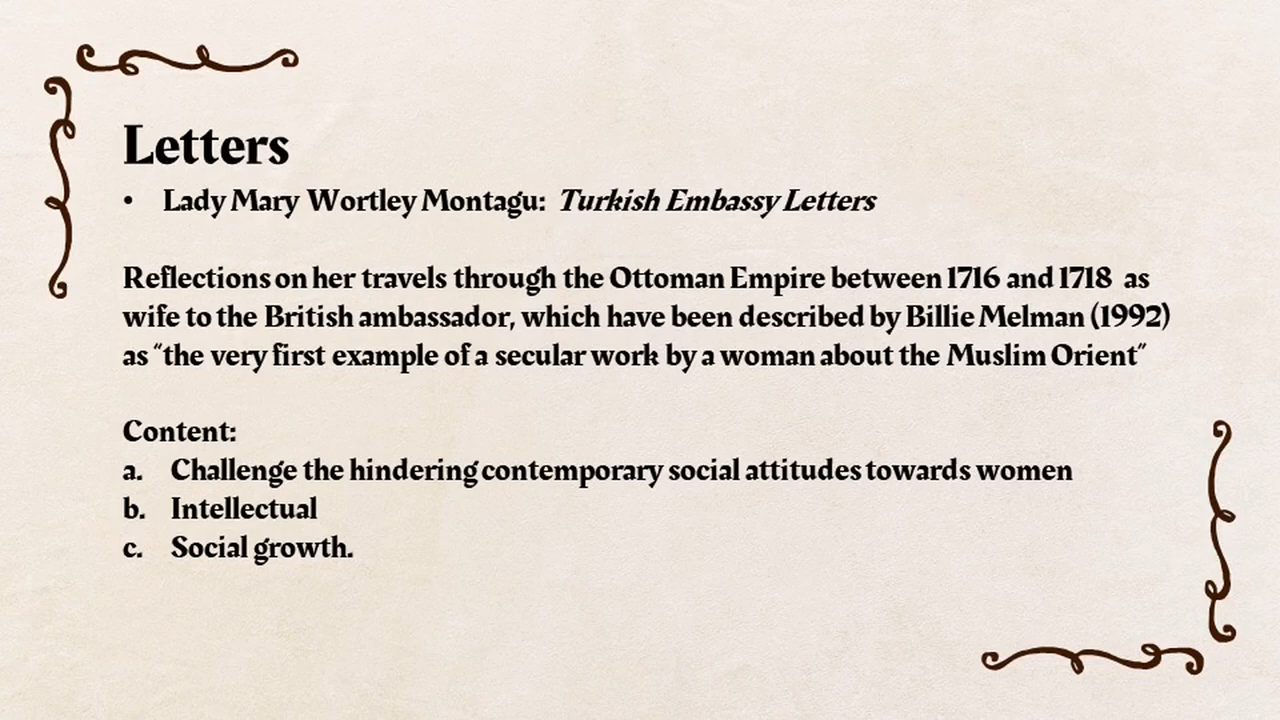 Letters
• Lady Mary Wortley Montagu: Turkish Embassy Letters
Reflections on her travels through the Ottoman Empire between 1716 and 1718 as
wife to the British ambassador, which have been described by Billie Melman (1992)
as “the very first example of a secular work by a woman about the Muslim Orient”
Content:
a. Challenge the hindering contemporary social attitudes towards women
b. Intellectual
c. Social growth.